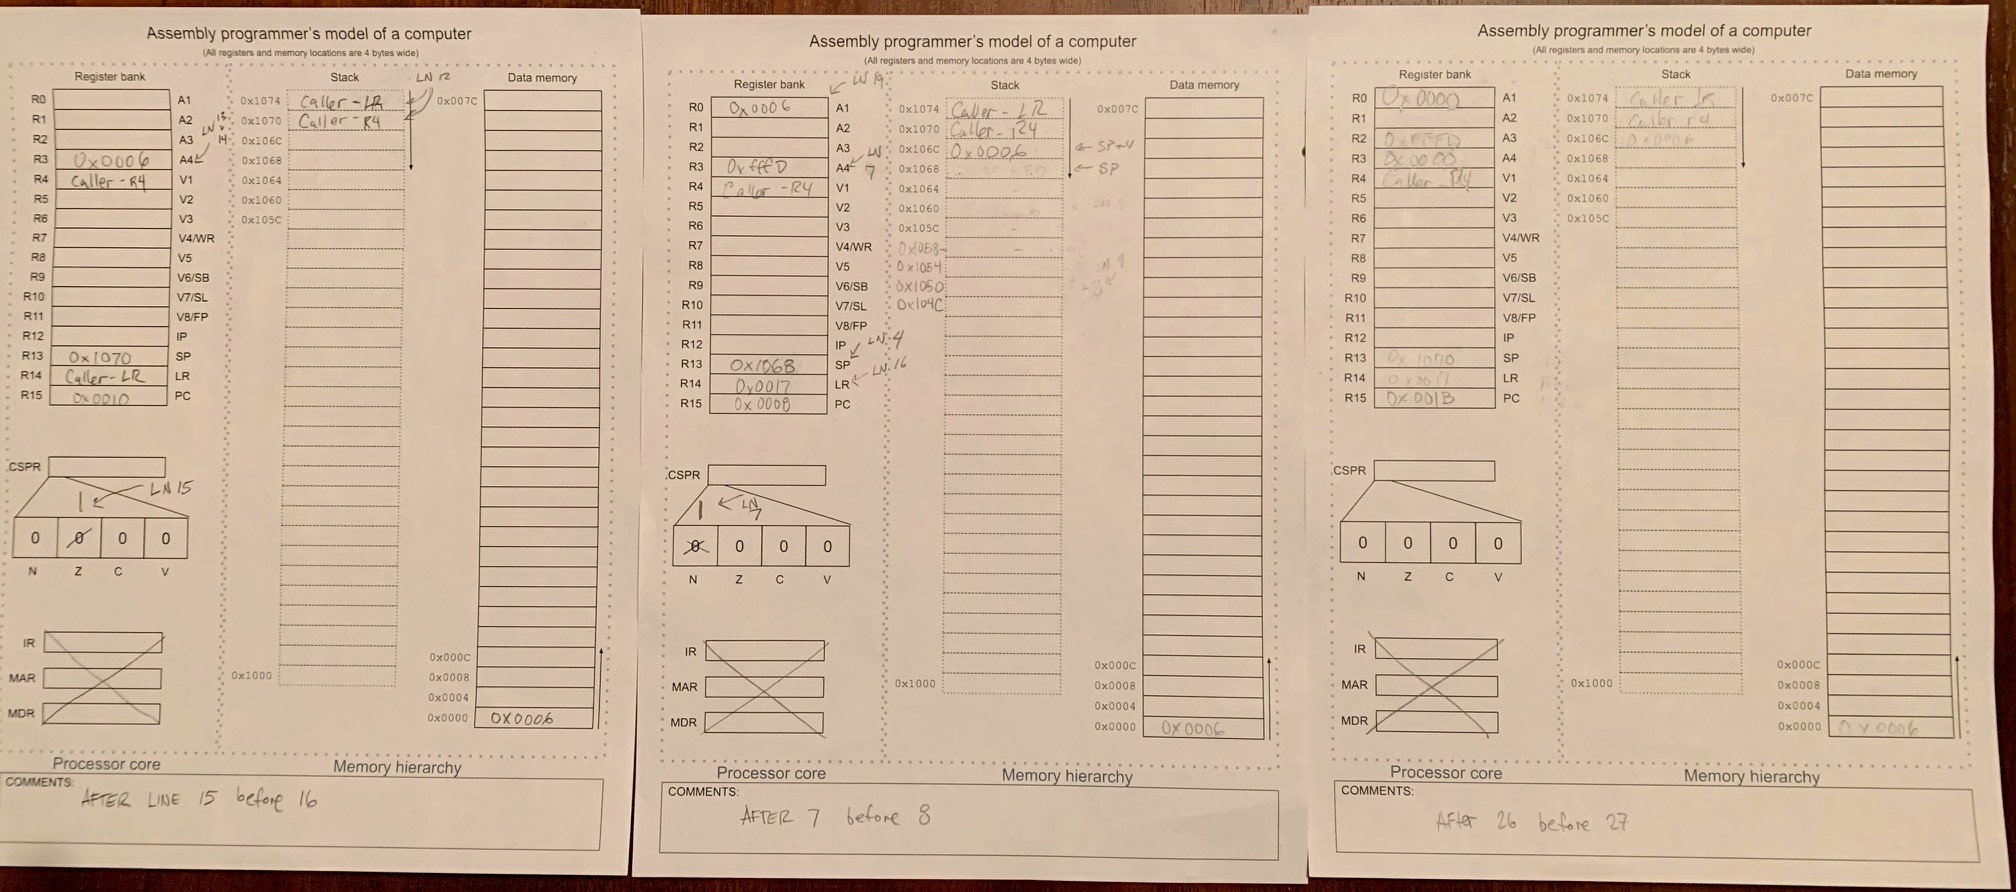 Assembly programmer's model of a computer
(All registers and memory locations are 4 bytes wide)
Register bank
Stack
LN 12
Data memory
R0 A1
R1 A2
R2 A3
R3 0x0006 A4
LN 13
14
R4 Caller-R4 V1
R5 V2
R6 V3
R7 V4/WR
R8 V5
R9 V6/SB
R10 V7/SL
R11 V8/FP
R12 IP
R13 0x1070 SP
R14 Caller-LR LR
R15 0x0010 PC
0x1074 Caller-LR
0x1070 Caller-R4
0x106C
0x1068
0x1064
0x1060
0x105C
0x1000
0x007C
0x000C
0x0008
0x0004
0x0000 0X0006
CSPR
1 LN 15
0 0 0 0
N Z C V
IR
MAR
MDR
Processor core
Memory hierarchy
COMMENTS:
AFTER LINE 15 before 16
Assembly programmer's model of a computer
(All registers and memory locations are 4 bytes wide)
Register bank
LN 19
Stack
Data memory
R0 0x0006 A1
R1 A2
R2 A3
R3 0xfffD A4
LN 7
R4 Caller-R4 V1
R5 V2
R6 V3
R7 V4/WR
R8 V5
R9 V6/SB
R10 V7/SL
R11 V8/FP
R12 IP
LN.4
R13 0x1068 SP
LN.16
R14 0x0017 LR
R15 0x0008 PC
0x1074 Caller-LR
0x1070 Caller-R4
0x106C 0x0006 SP+4
0x1068 SP
0x1064
0x1060
0x105C
0x1058
0x1054
0x1050
0x104C
0x1000
0x007C
0x000C
0x0008
0x0004
0x0000 0X0006
CSPR
1 LN 7
0 0 0 0
N Z C V
IR
MAR
MDR
Processor core
Memory hierarchy
COMMENTS:
AFTER 7 before 8
Assembly programmer's model of a computer
(All registers and memory locations are 4 bytes wide)
Register bank
Stack
Data memory
R0 0x0000 A1
R1 A2
R2 0xFFFD A3
R3 0x0000 A4
R4 Caller-R4 V1
R5 V2
R6 V3
R7 V4/WR
R8 V5
R9 V6/SB
R10 V7/SL
R11 V8/FP
R12 IP
R13 0x1070 SP
R14 0x0017 LR
R15 0x001B PC
0x1074 Caller LR
0x1070 Caller r4
0x106C 0x0006
0x1068
0x1064
0x1060
0x105C
0x1000
0x007C
0x000C
0x0008
0x0004
0x0000 0x0006
CSPR
0 0 0 0
N Z C V
IR
MAR
MDR
Processor core
Memory hierarchy
COMMENTS:
After 26 before 27